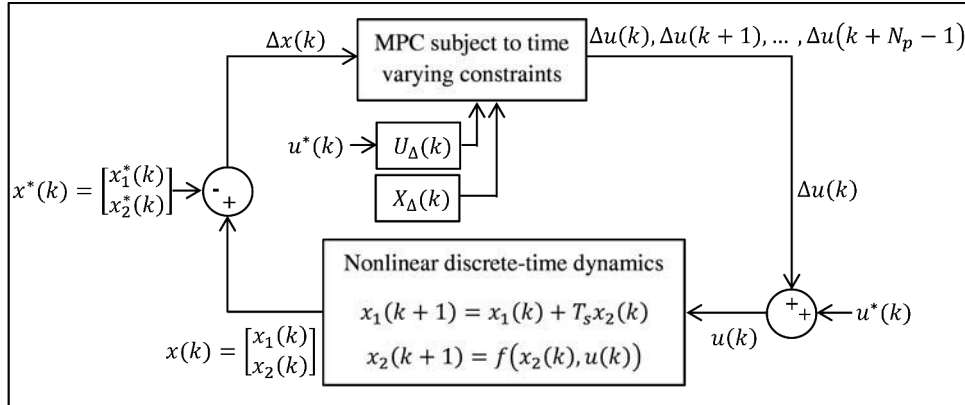 Δx(k)
MPC subject to time
varying constraints
Δu(k), Δu(k + 1), … , Δu(k + N_p − 1)
u*(k)
U_Δ(k)
X_Δ(k)
x*(k) = [x_1*(k)
x_2*(k)]
-
+
Δu(k)
Nonlinear discrete-time dynamics
x_1(k + 1) = x_1(k) + T_s x_2(k)
x_2(k + 1) = f(x_2(k), u(k))
x(k) = [x_1(k)
x_2(k)]
+
+
u*(k)
u(k)